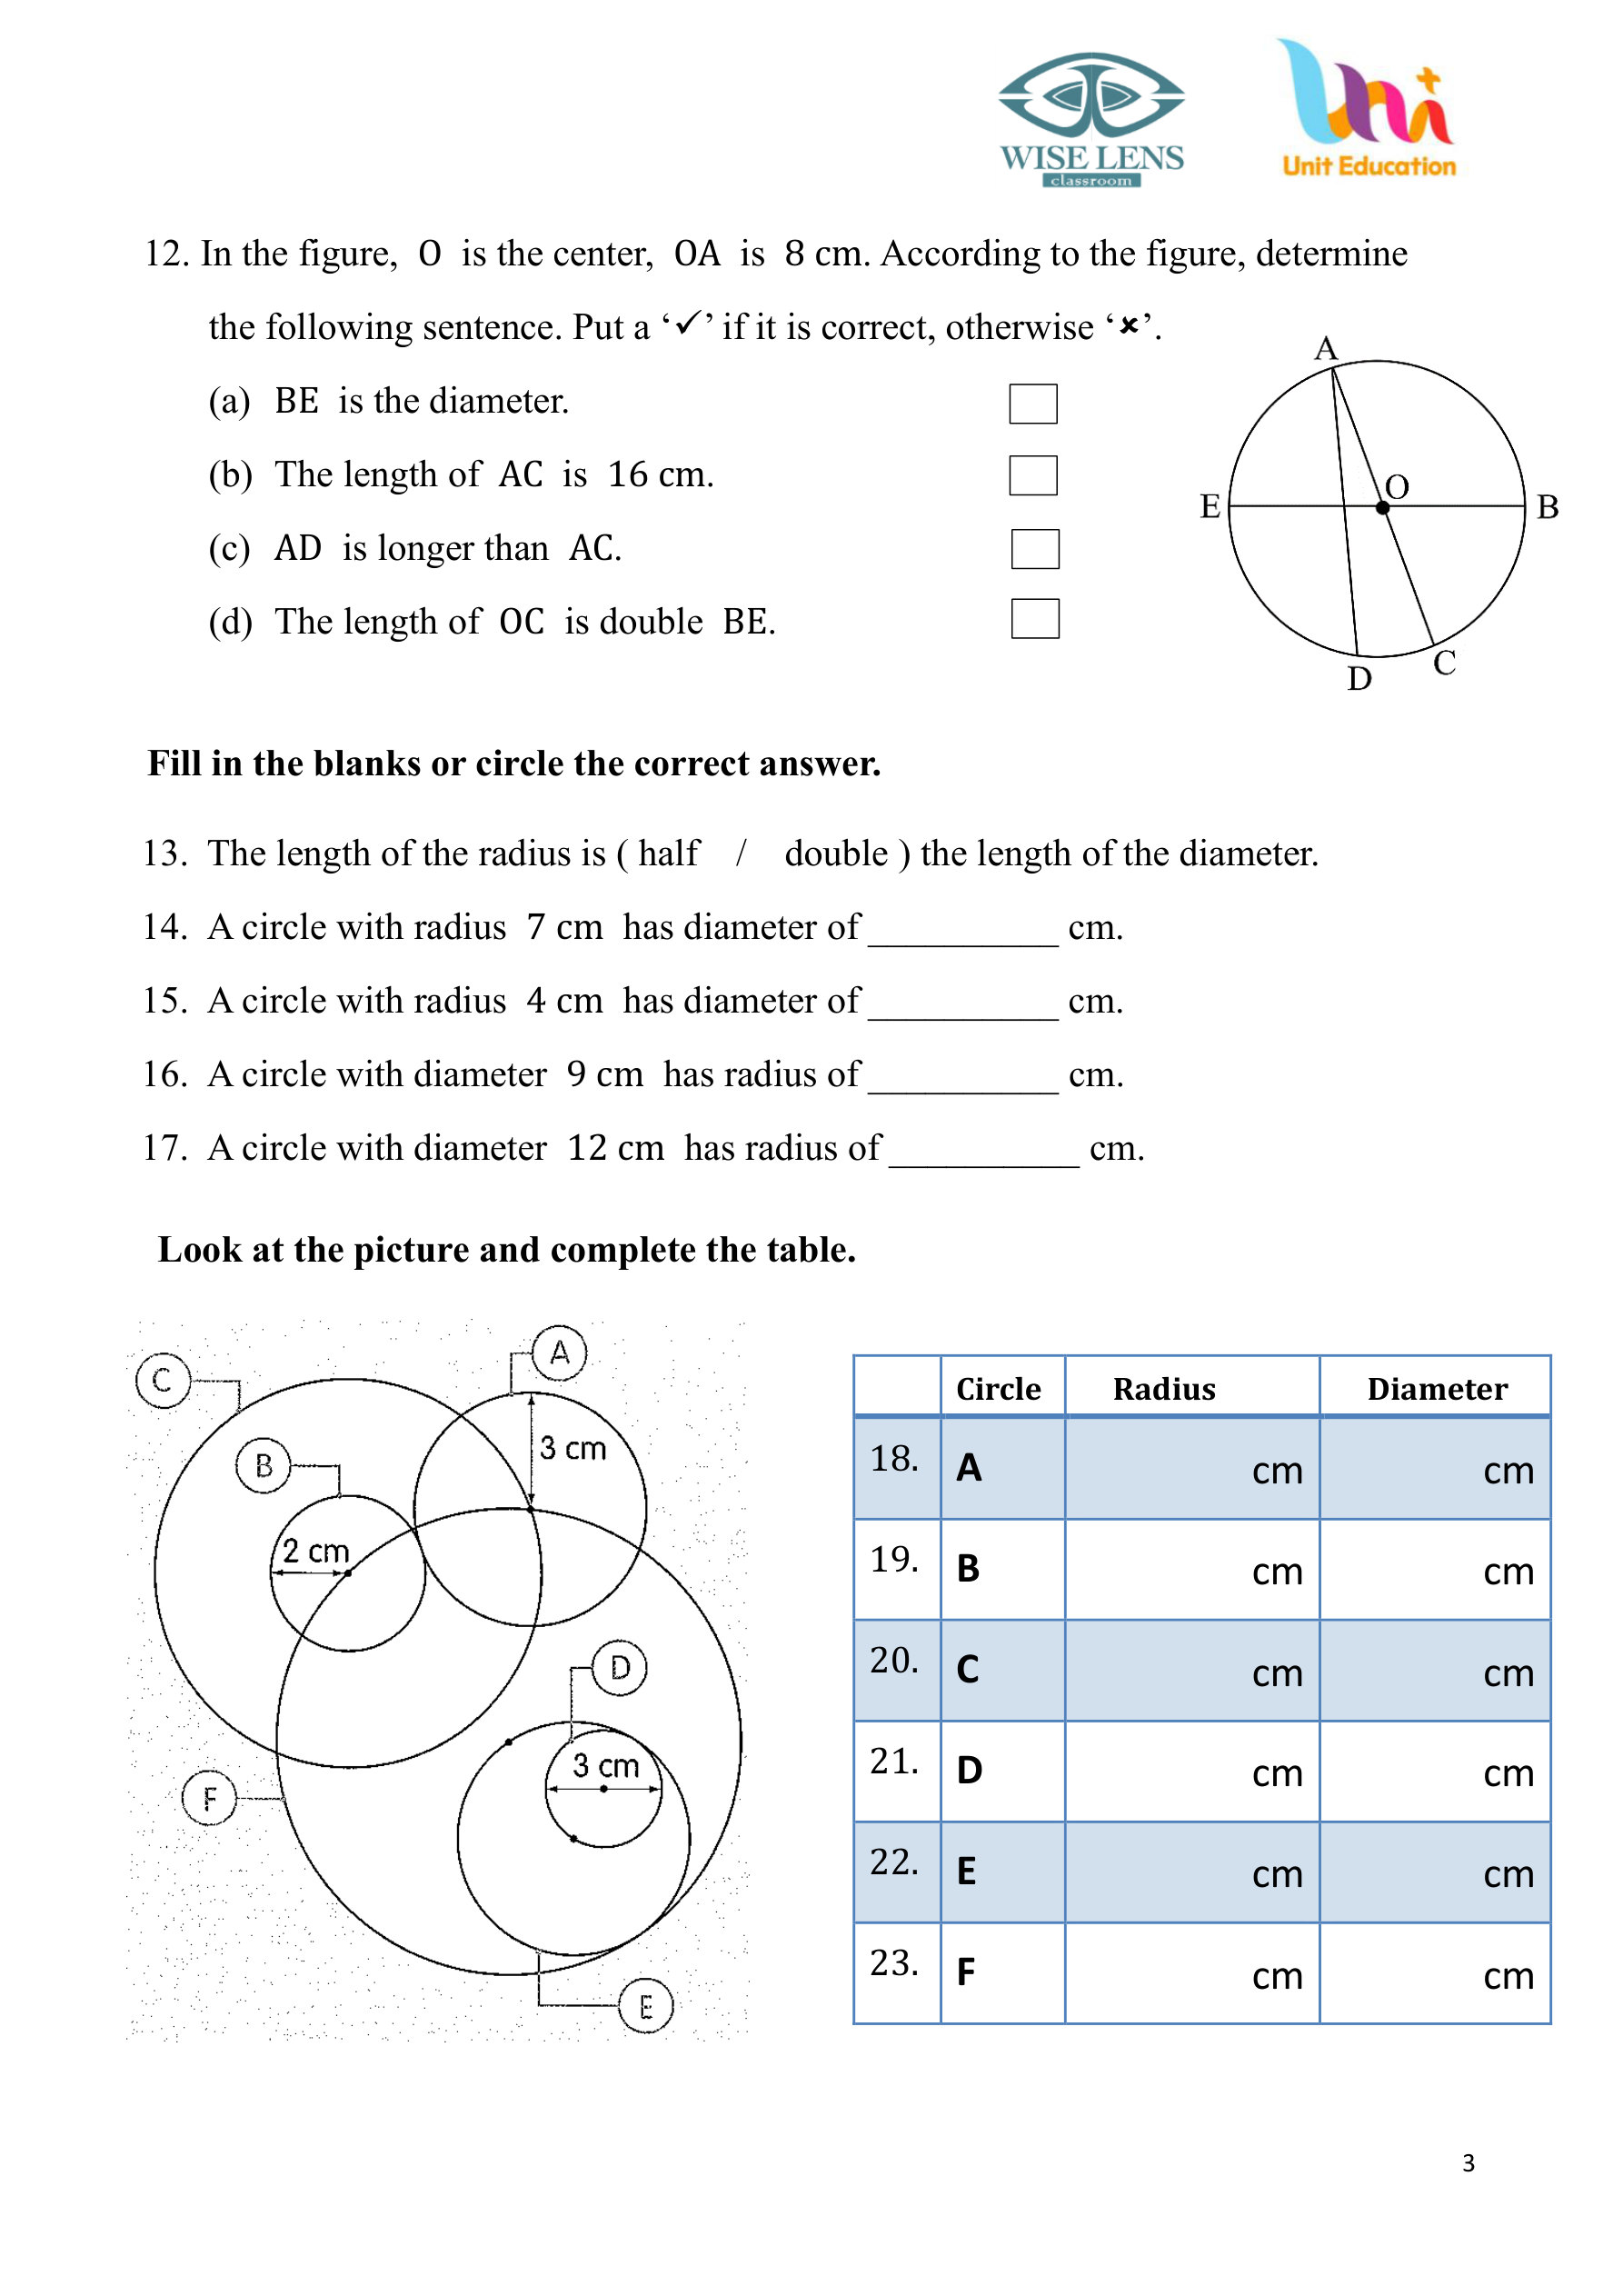 WISE LENS
classroom
Uni
Unit Education
12. In the figure, O is the center, OA is 8 cm. According to the figure, determine
the following sentence. Put a ‘✓’ if it is correct, otherwise ‘✗’.
(a) BE is the diameter.
(b) The length of AC is 16 cm.
(c) AD is longer than AC.
(d) The length of OC is double BE.
A
O
E
B
D
C
Fill in the blanks or circle the correct answer.
13. The length of the radius is ( half / double ) the length of the diameter.
14. A circle with radius 7 cm has diameter of __________ cm.
15. A circle with radius 4 cm has diameter of __________ cm.
16. A circle with diameter 9 cm has radius of __________ cm.
17. A circle with diameter 12 cm has radius of __________ cm.
Look at the picture and complete the table.
A
C
3 cm
B
2 cm
D
3 cm
F
E
Circle Radius Diameter
18. A cm cm
19. B cm cm
20. C cm cm
21. D cm cm
22. E cm cm
23. F cm cm
3